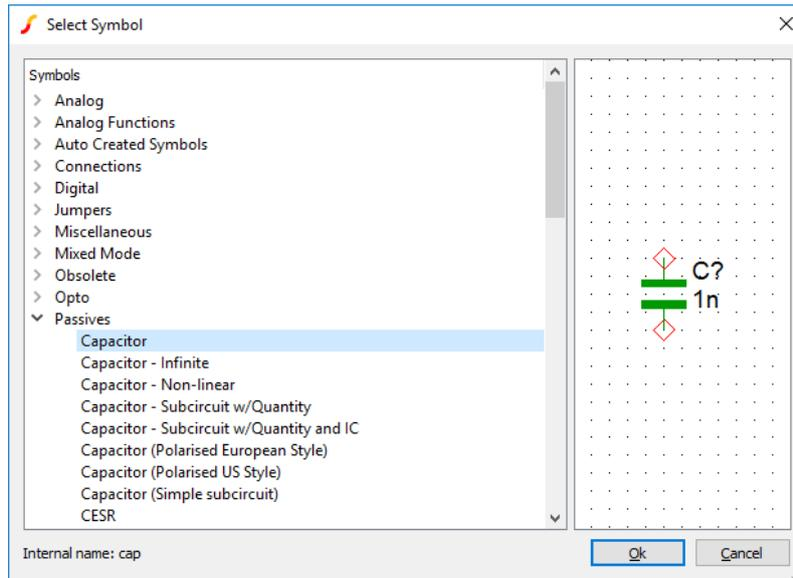 Select Symbol
Symbols
Analog
Analog Functions
Auto Created Symbols
Connections
Digital
Jumpers
Miscellaneous
Mixed Mode
Obsolete
Opto
Passives
Capacitor
Capacitor - Infinite
Capacitor - Non-linear
Capacitor - Subcircuit w/Quantity
Capacitor - Subcircuit w/Quantity and IC
Capacitor (Polarised European Style)
Capacitor (Polarised US Style)
Capacitor (Simple subcircuit)
CESR
C?
1n
Internal name: cap
Ok
Cancel